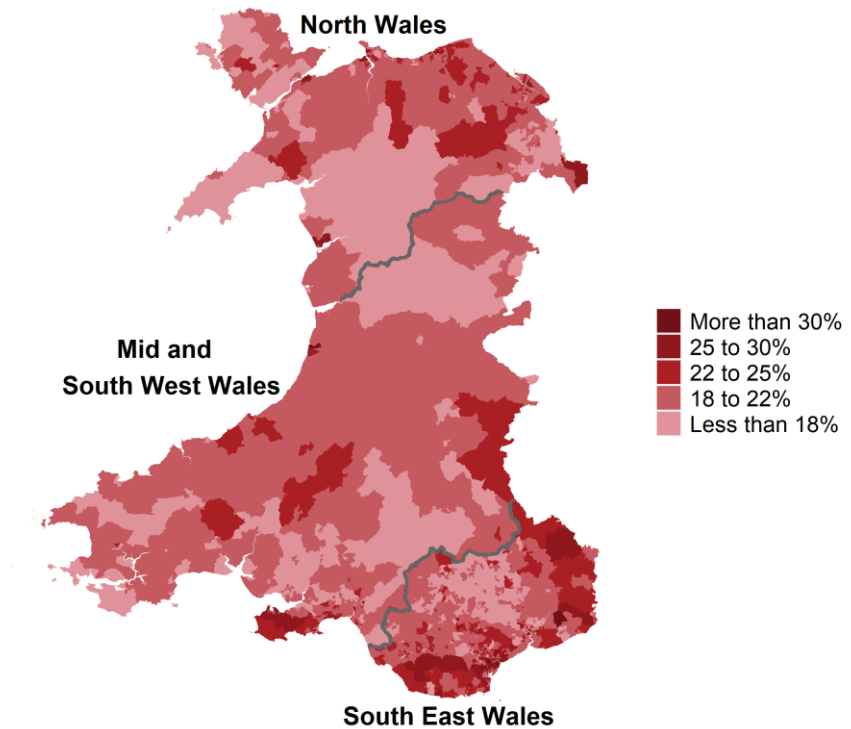 North Wales
Mid and
South West Wales
More than 30%
25 to 30%
22 to 25%
18 to 22%
Less than 18%
South East Wales